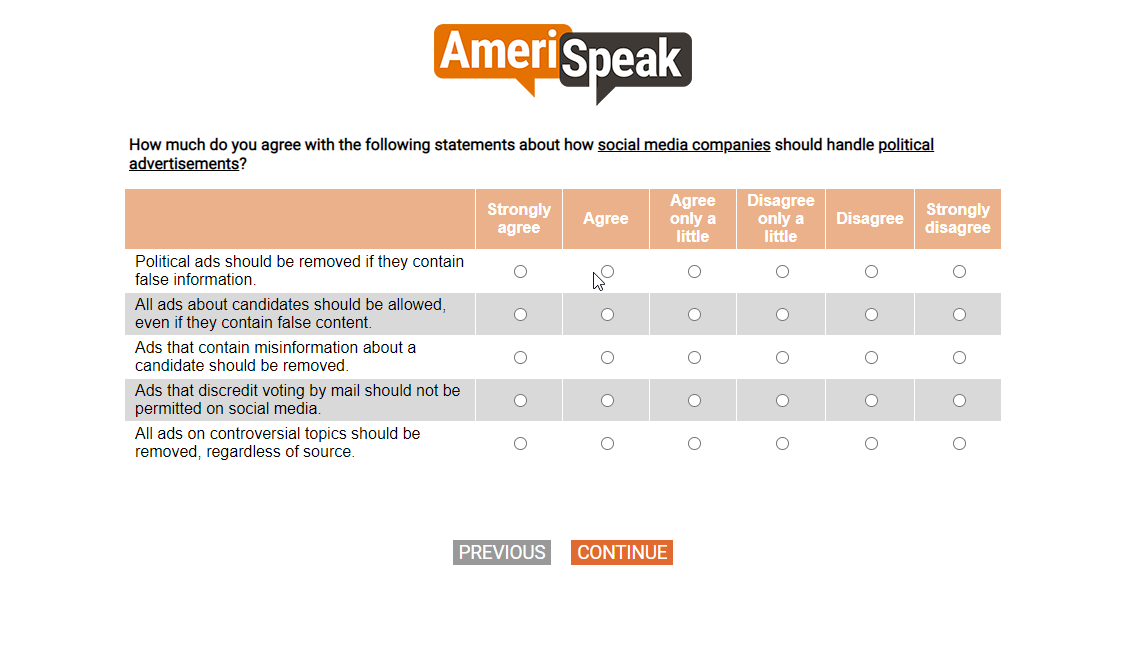 AmeriSpeak
How much do you agree with the following statements about how social media companies should handle political
advertisements?
Strongly
agree
Agree
Agree
only a
little
Disagree
only a
little
Disagree
Strongly
disagree
Political ads should be removed if they contain
false information.
All ads about candidates should be allowed,
even if they contain false content.
Ads that contain misinformation about a
candidate should be removed.
Ads that discredit voting by mail should not be
permitted on social media.
All ads on controversial topics should be
removed, regardless of source.
PREVIOUS
CONTINUE